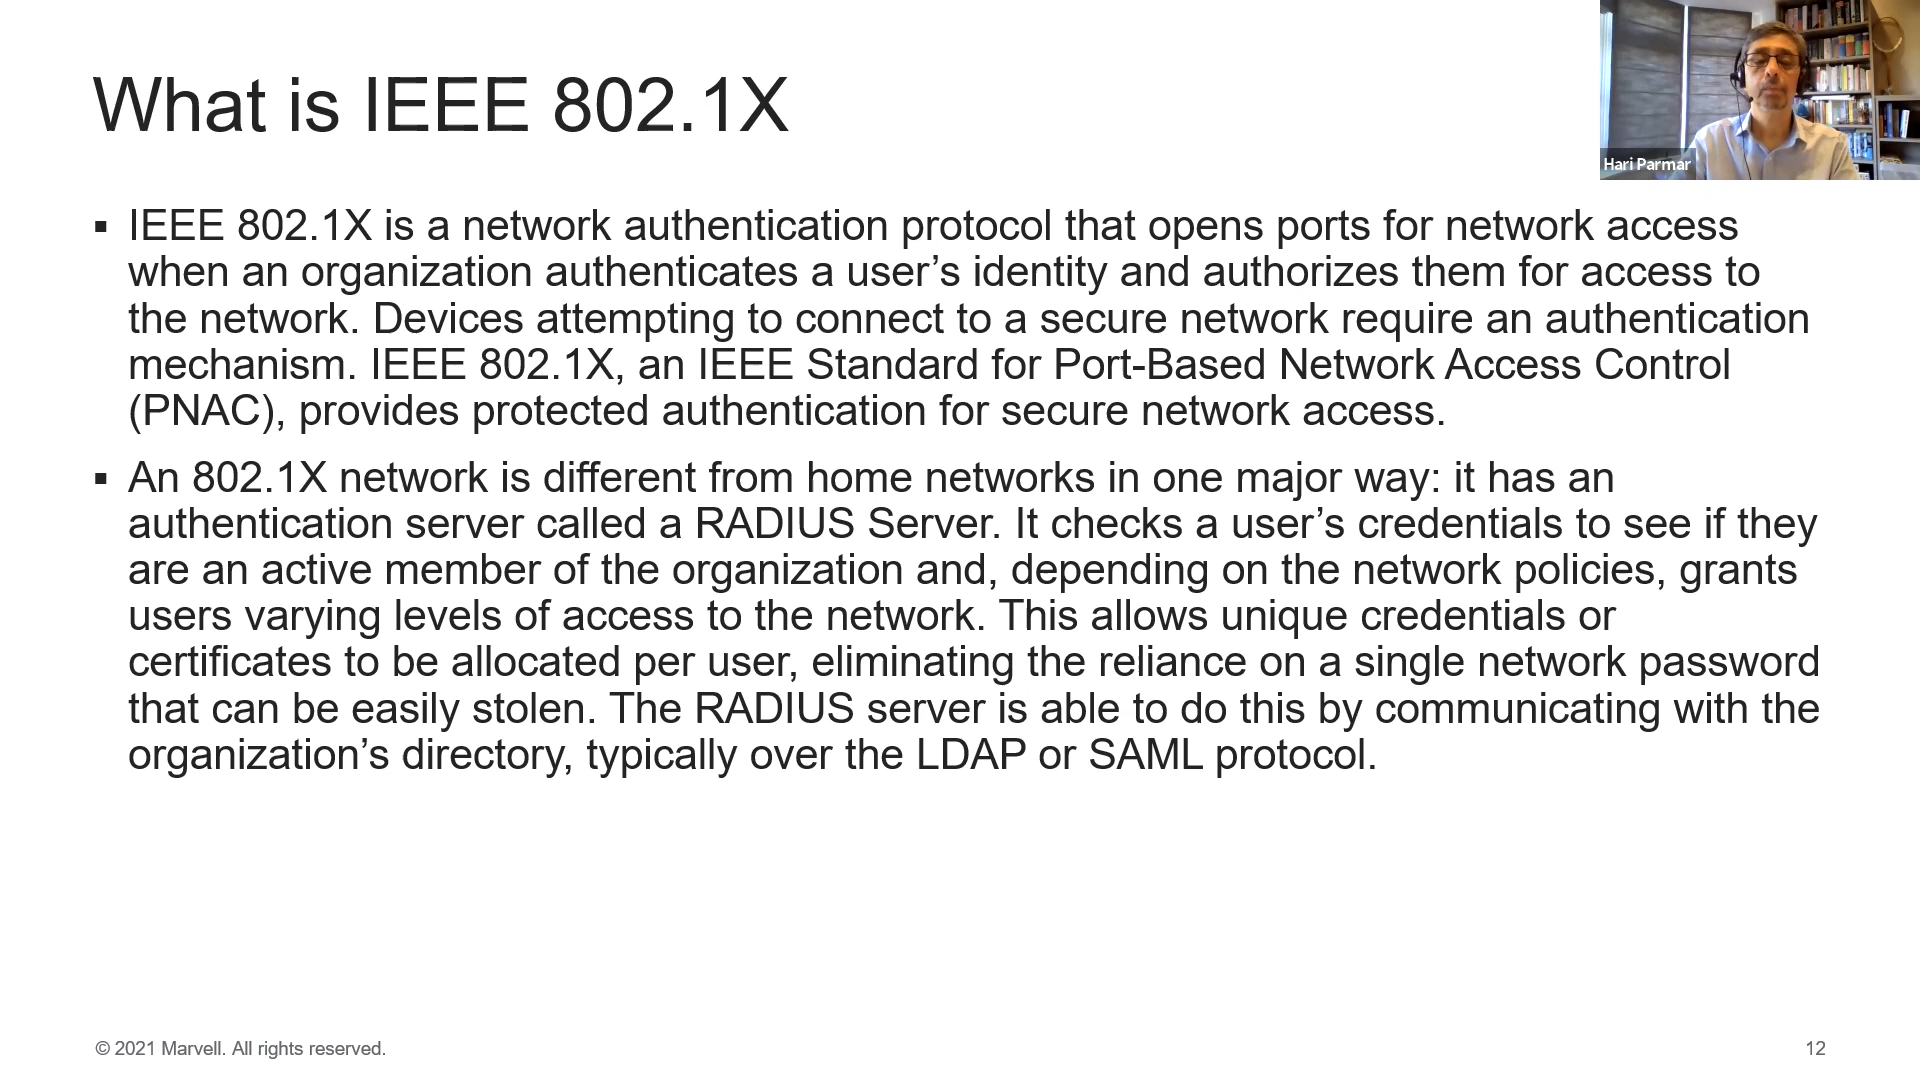 What is IEEE 802.1X
Hari Parmar
▪ IEEE 802.1X is a network authentication protocol that opens ports for network access
when an organization authenticates a user’s identity and authorizes them for access to
the network. Devices attempting to connect to a secure network require an authentication
mechanism. IEEE 802.1X, an IEEE Standard for Port-Based Network Access Control
(PNAC), provides protected authentication for secure network access.
▪ An 802.1X network is different from home networks in one major way: it has an
authentication server called a RADIUS Server. It checks a user’s credentials to see if they
are an active member of the organization and, depending on the network policies, grants
users varying levels of access to the network. This allows unique credentials or
certificates to be allocated per user, eliminating the reliance on a single network password
that can be easily stolen. The RADIUS server is able to do this by communicating with the
organization’s directory, typically over the LDAP or SAML protocol.
© 2021 Marvell. All rights reserved.
12